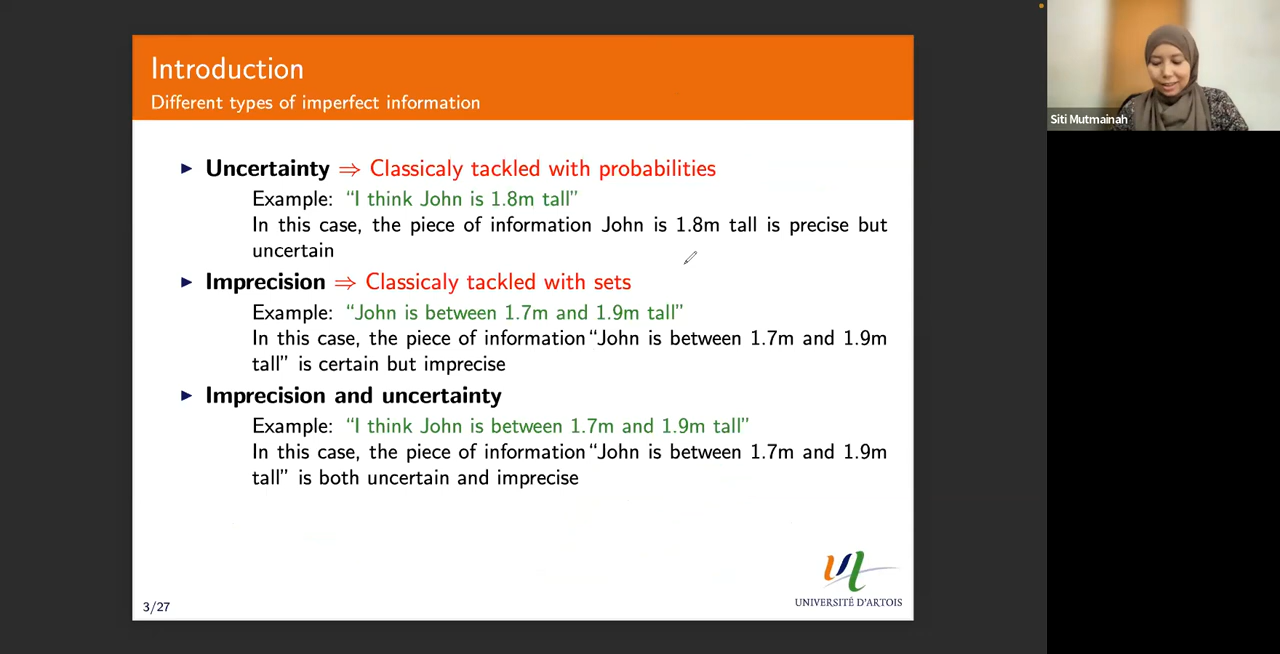 Introduction
Different types of imperfect information
Siti Mutmainah
▶ Uncertainty ⇒ Classicaly tackled with probabilities
Example: “I think John is 1.8m tall”
In this case, the piece of information John is 1.8m tall is precise but
uncertain
▶ Imprecision ⇒ Classicaly tackled with sets
Example: “John is between 1.7m and 1.9m tall”
In this case, the piece of information “John is between 1.7m and 1.9m
tall” is certain but imprecise
▶ Imprecision and uncertainty
Example: “I think John is between 1.7m and 1.9m tall”
In this case, the piece of information “John is between 1.7m and 1.9m
tall” is both uncertain and imprecise
UNIVERSITÉ D'ARTOIS
3/27